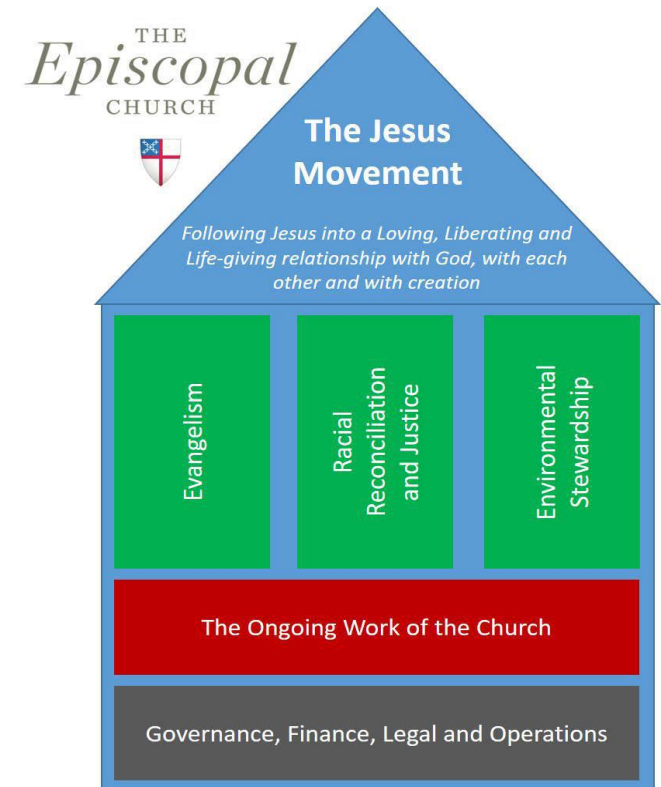 THE
Episcopal
CHURCH
The Jesus
Movement
Following Jesus into a Loving, Liberating and
Life-giving relationship with God, with each
other and with creation
Evangelism
Racial
Reconciliation
and Justice
Environmental
Stewardship
The Ongoing Work of the Church
Governance, Finance, Legal and Operations